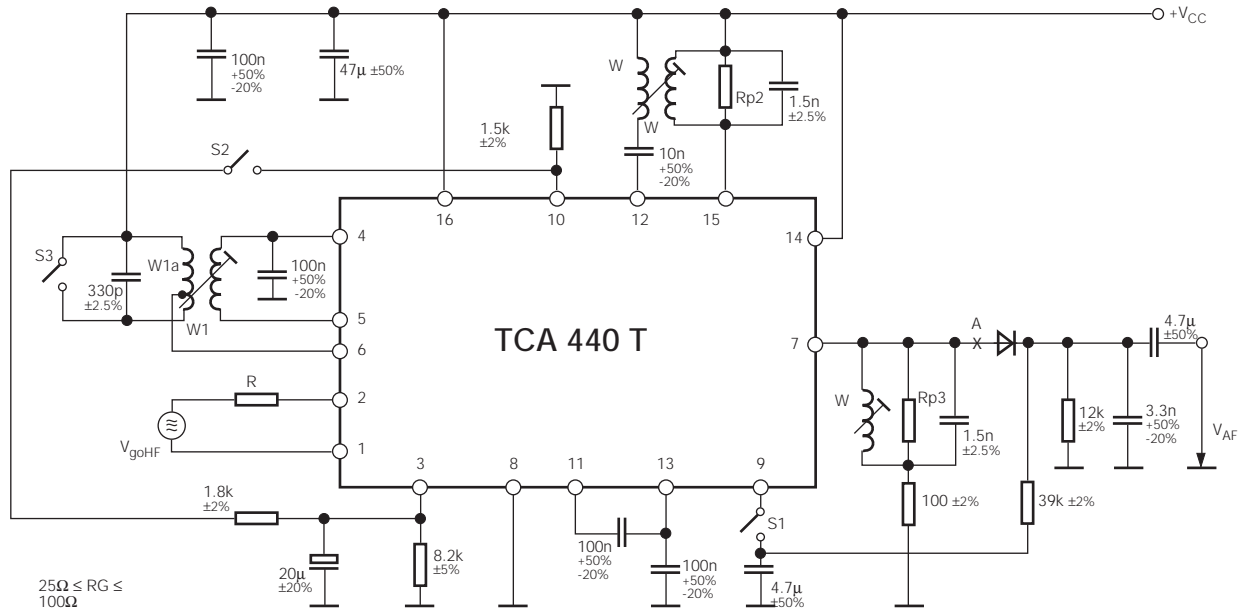 +VCC
100n
+50%
-20%
47µ ±50%
W
W
Rp2
1.5n
±2.5%
1.5k
±2%
10n
+50%
-20%
S2
16
10
12
15
14
S3
330p
±2.5%
W1a
W1
100n
+50%
-20%
4
5
6
2
1
TCA 440 T
7
A
X
4.7µ
±50%
R
VgoHF
W
Rp3
1.5n
±2.5%
12k
±2%
3.3n
+50%
-20%
VAF
3
8
11
13
9
1.8k
±2%
S1
100 ±2%
39k ±2%
20µ
±20%
8.2k
±5%
100n
+50%
-20%
100n
+50%
-20%
4.7µ
±50%
25Ω ≤ RG ≤
100Ω